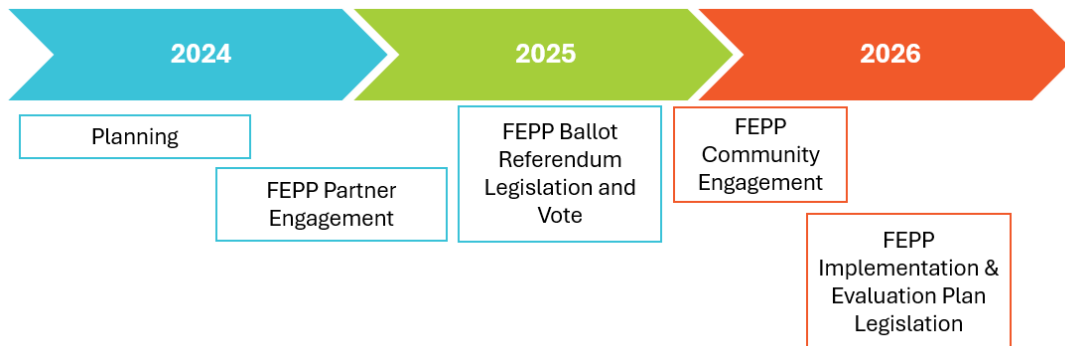 2024
2025
2026
Planning
FEPP Partner
Engagement
FEPP Ballot
Referendum
Legislation and
Vote
FEPP
Community
Engagement
FEPP
Implementation &
Evaluation Plan
Legislation